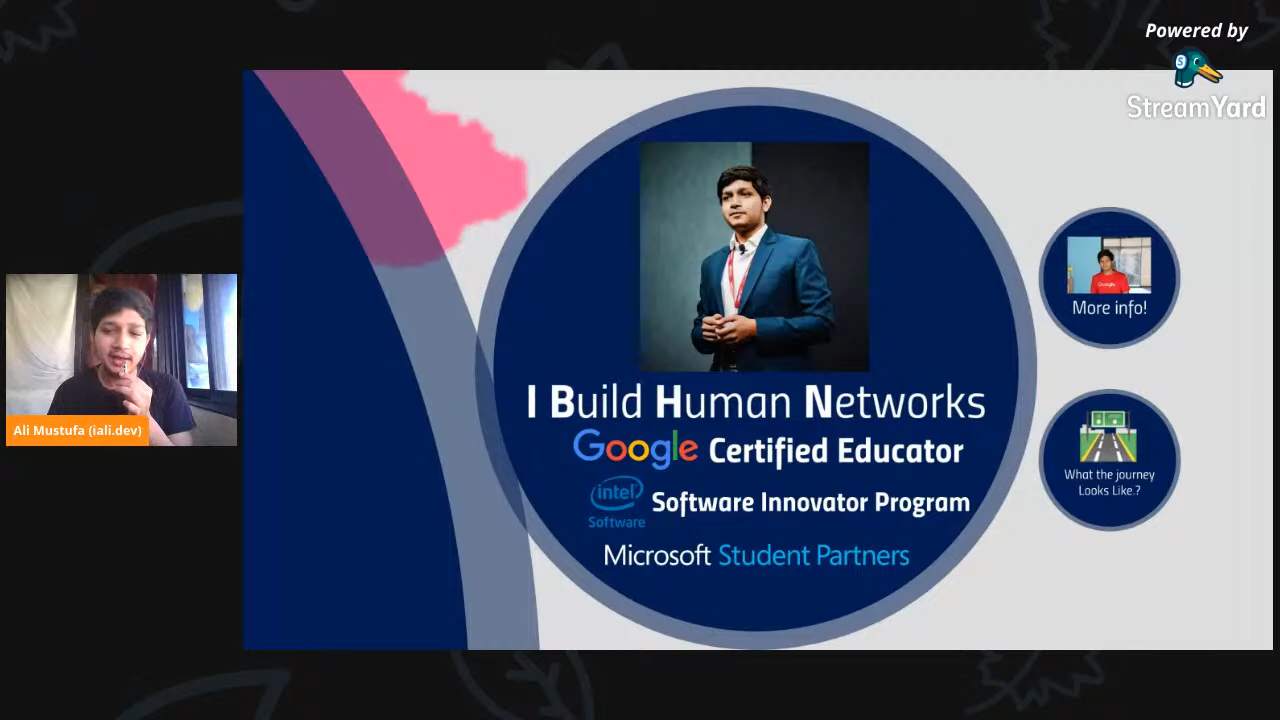 Powered by
StreamYard
I Build Human Networks
Google Certified Educator
intel Software Innovator Program
Software
Microsoft Student Partners
Google
More info!
What the journey
Looks Like.?
Ali Mustufa (iali.dev)